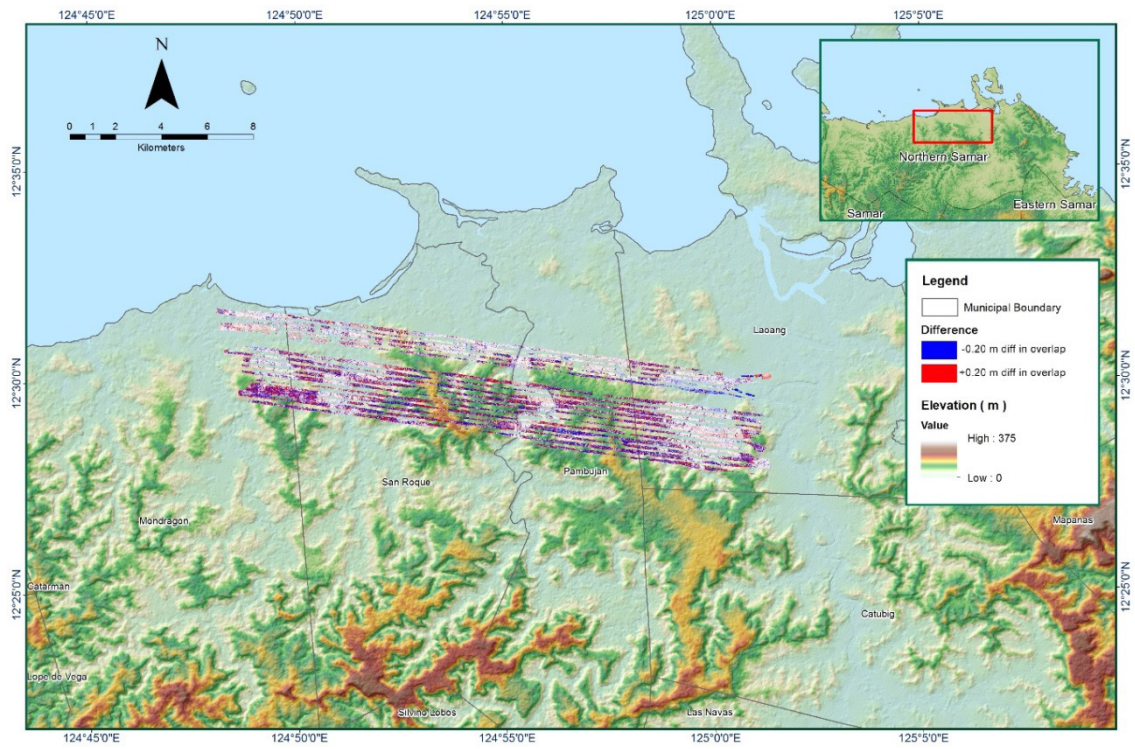 124°45'0"E 124°50'0"E 124°55'0"E 125°0'0"E 125°5'0"E
N
0 1 2 4 6 8
Kilometers
Northern Samar
Samar
Eastern Samar
12°35'0"N
12°35'0"N
Legend
Municipal Boundary
Difference
-0.20 m diff in overlap
+0.20 m diff in overlap
Elevation ( m )
Value
High : 375
Low : 0
Laoang
12°30'0"N
12°30'0"N
Pambujan
San Roque
Mondragon
Mapanas
Catarman
12°25'0"N
12°25'0"N
Catubig
Lope de Vega
Silvino Lobos
Las Navas
124°45'0"E 124°50'0"E 124°55'0"E 125°0'0"E 125°5'0"E